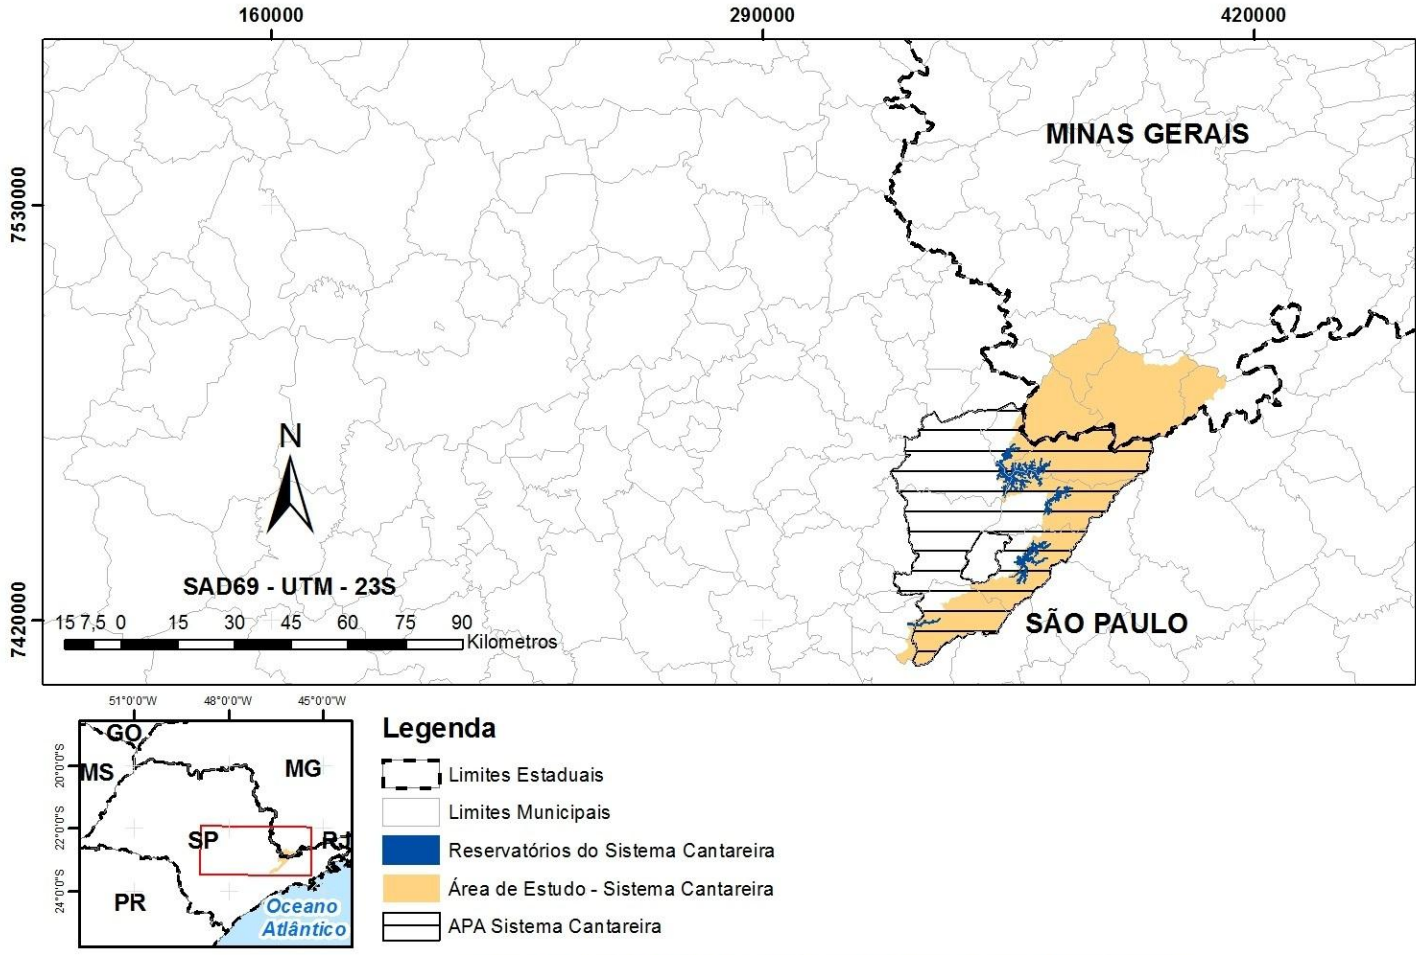 160000
290000
420000
MINAS GERAIS
7530000
N
SAD69 - UTM - 23S
15 7,5 0 15 30 45 60 75 90
Kilometros
SÃO PAULO
7420000
51°0'0"W 48°0'0"W 45°0'0"W
GO
MS
MG
SP
RJ
PR
Oceano
Atlântico
20°0'0"S
22°0'0"S
24°0'0"S
Legenda
Limites Estaduais
Limites Municipais
Reservatórios do Sistema Cantareira
Área de Estudo - Sistema Cantareira
APA Sistema Cantareira